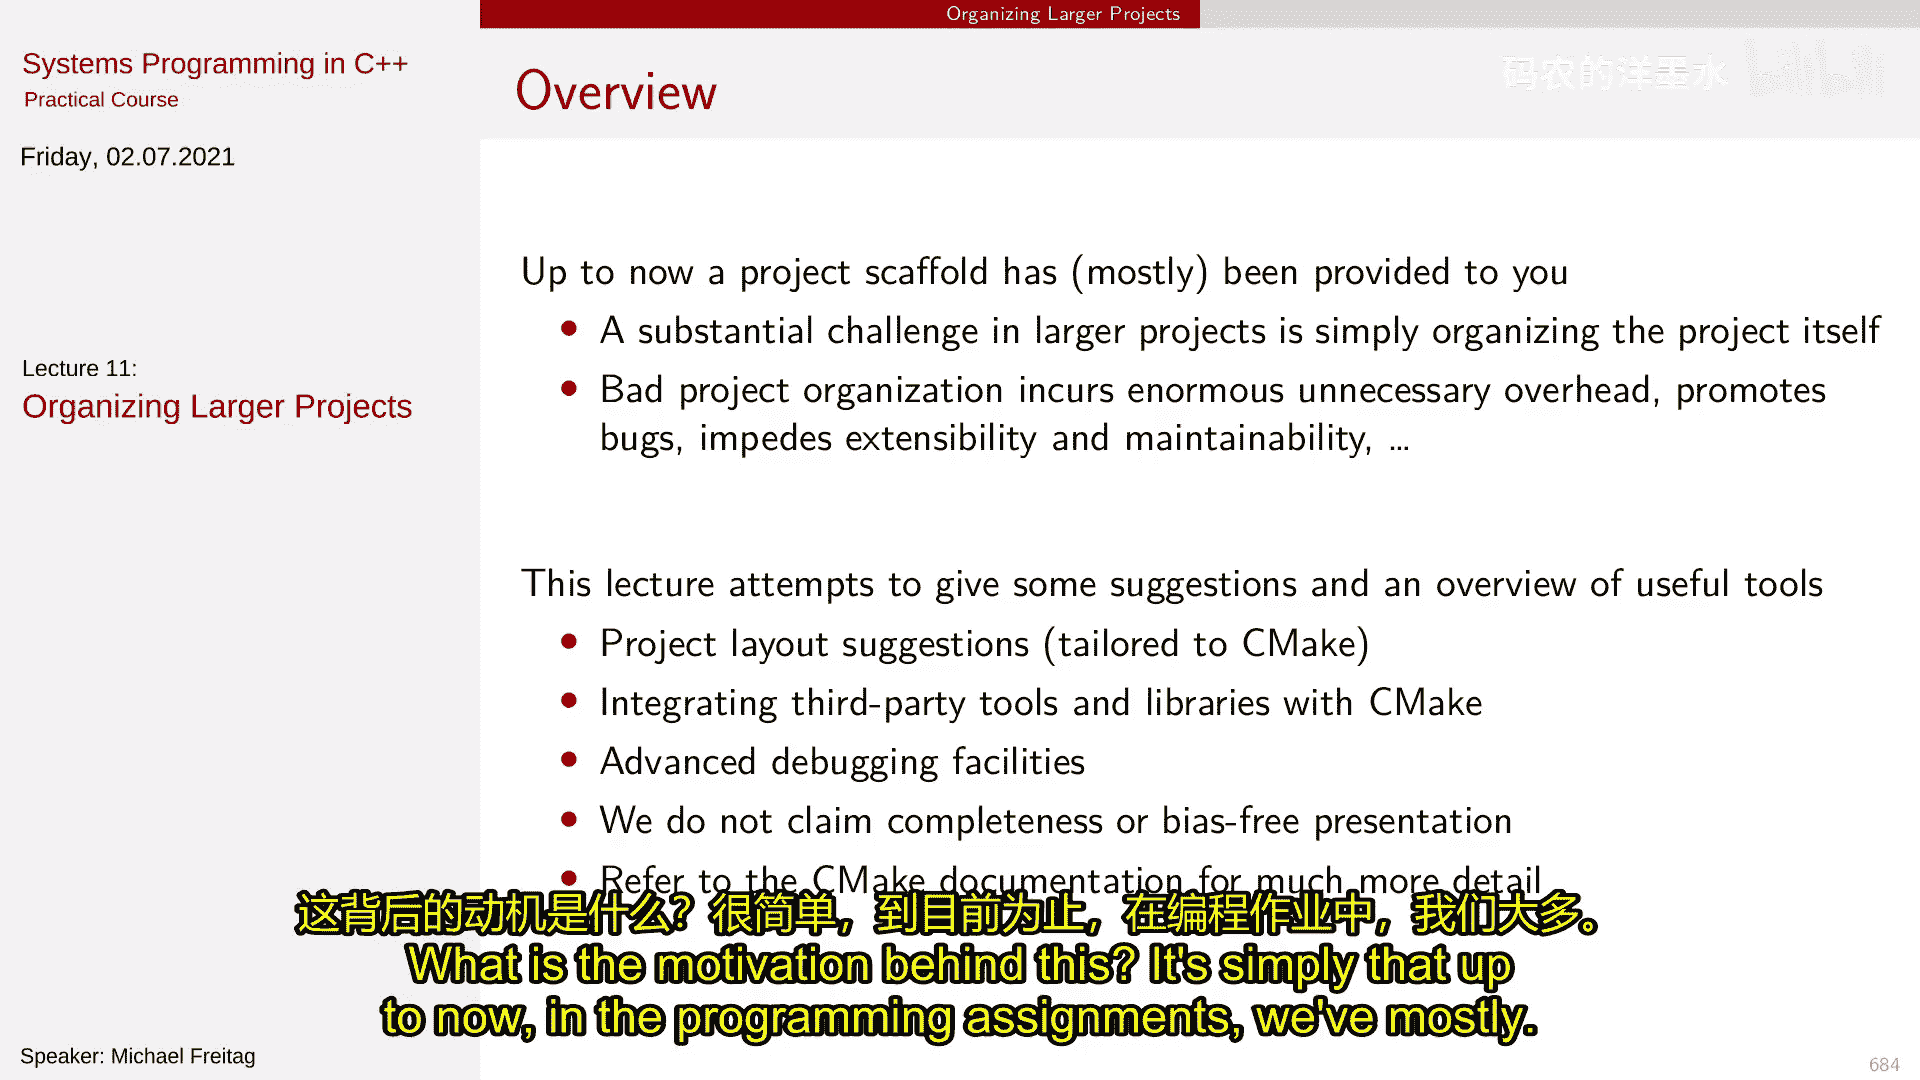 Organizing Larger Projects
Systems Programming in C++
Practical Course
Friday, 02.07.2021
Overview
码农的洋墨水
bilibili
Up to now a project scaffold has (mostly) been provided to you
• A substantial challenge in larger projects is simply organizing the project itself
• Bad project organization incurs enormous unnecessary overhead, promotes
bugs, impedes extensibility and maintainability, ...
Lecture 11:
Organizing Larger Projects
This lecture attempts to give some suggestions and an overview of useful tools
• Project layout suggestions (tailored to CMake)
• Integrating third-party tools and libraries with CMake
• Advanced debugging facilities
• We do not claim completeness or bias-free presentation
• Refer to the CMake documentation for much more detail
这背后的动机是什么？很简单，到目前为止，在编程作业中，我们大多。
What is the motivation behind this? It's simply that up
to now, in the programming assignments, we've mostly.
Speaker: Michael Freitag
684